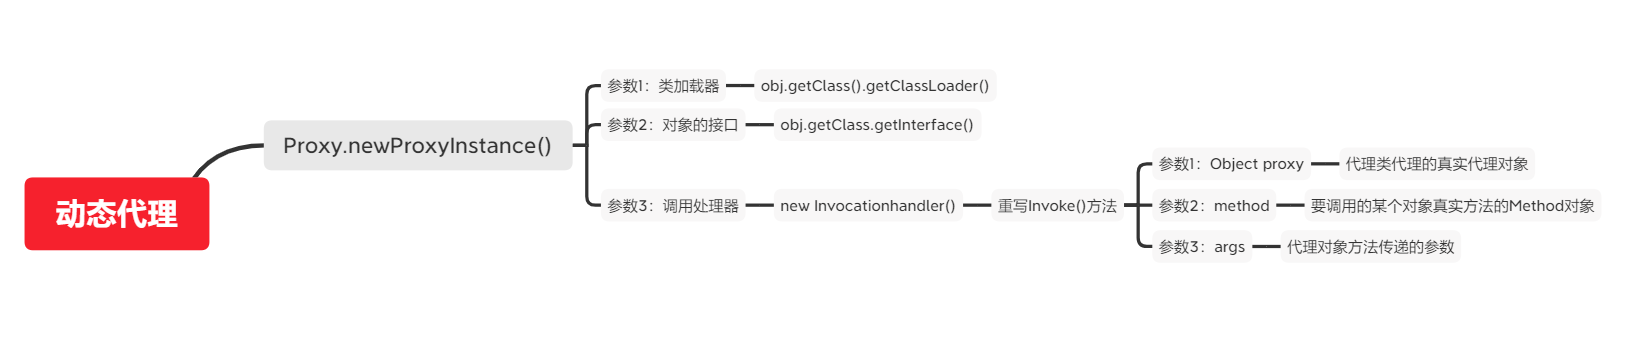 动态代理
Proxy.newProxyInstance()
参数1：类加载器
obj.getClass().getClassLoader()
参数2：对象的接口
obj.getClass.getInterface()
参数3：调用处理器
new Invocationhandler()
重写Invoke()方法
参数1：Object proxy
代理类代理的真实代理对象
参数2：method
要调用的某个对象真实方法的Method对象
参数3：args
代理对象方法传递的参数